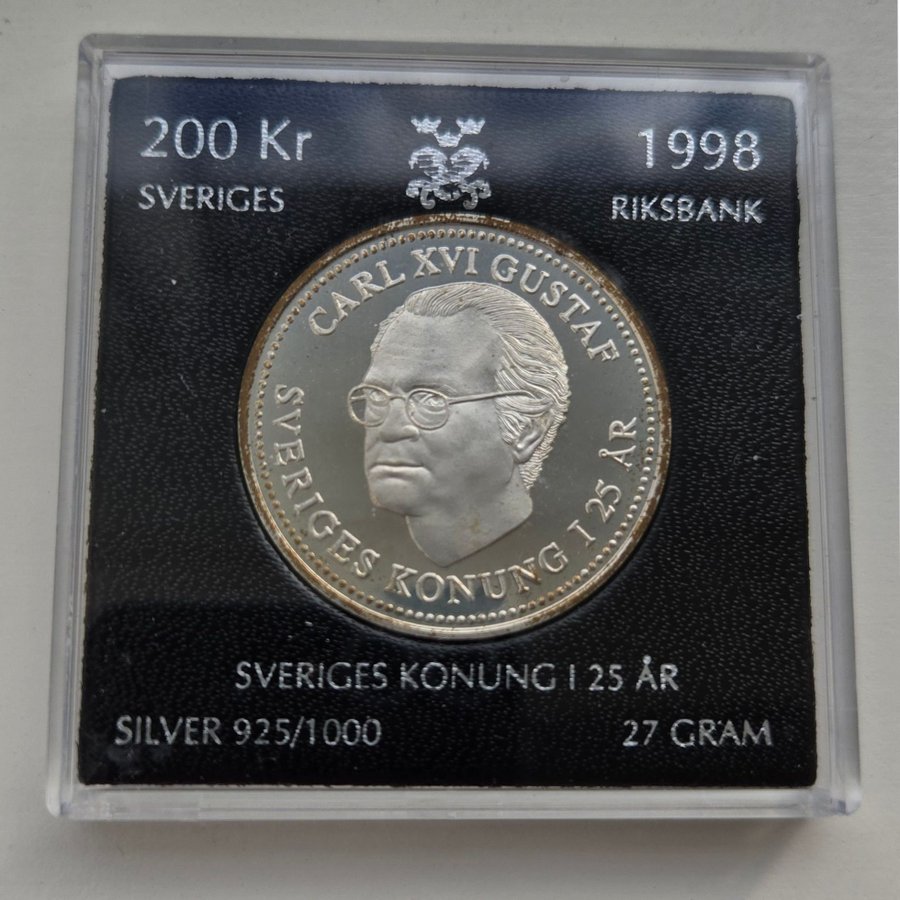 200 Kr
1998
SVERIGES
RIKSBANK
CARL XVI GUSTAF
SVERIGES KONUNG I 25 ÅR
SVERIGES KONUNG I 25 ÅR
SILVER 925/1000
27 GRAM